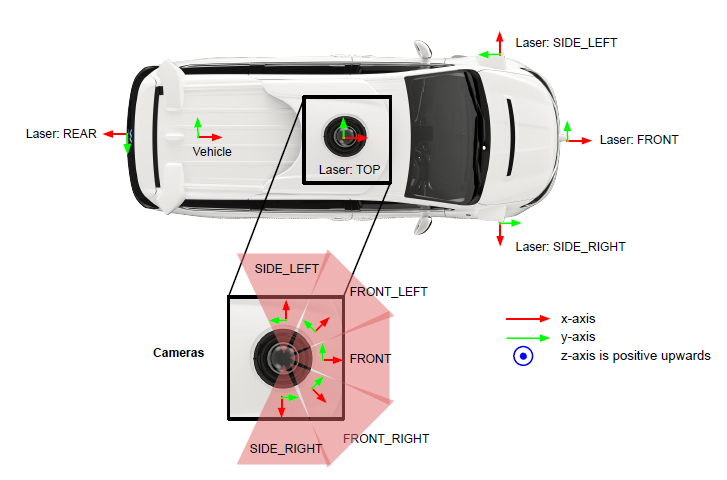 Laser: SIDE_LEFT
Laser: REAR
Vehicle
Laser: TOP
Laser: FRONT
Laser: SIDE_RIGHT
SIDE_LEFT
FRONT_LEFT
Cameras
FRONT
FRONT_RIGHT
SIDE_RIGHT
x-axis
y-axis
z-axis is positive upwards